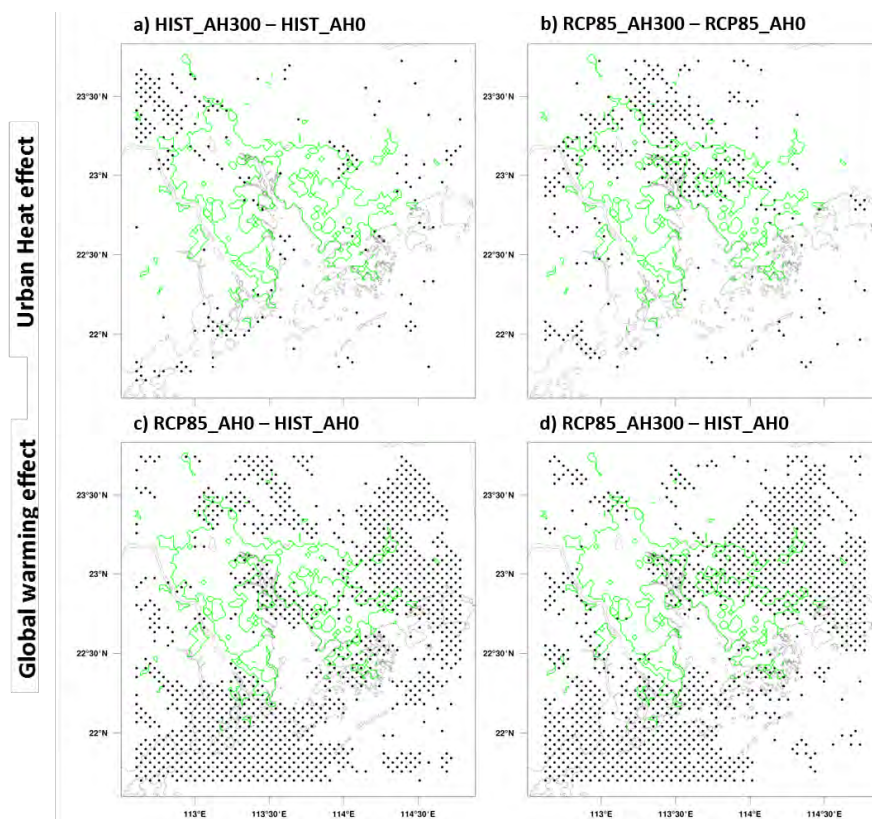 a) HIST_AH300 – HIST_AH0
b) RCP85_AH300 – RCP85_AH0
Urban Heat effect
23°30'N
23°N
22°30'N
22°N
23°30'N
23°N
22°30'N
22°N
c) RCP85_AH0 – HIST_AH0
d) RCP85_AH300 – HIST_AH0
Global warming effect
23°30'N
23°N
22°30'N
22°N
23°30'N
23°N
22°30'N
22°N
113°E 113°30'E 114°E 114°30'E
113°E 113°30'E 114°E 114°30'E